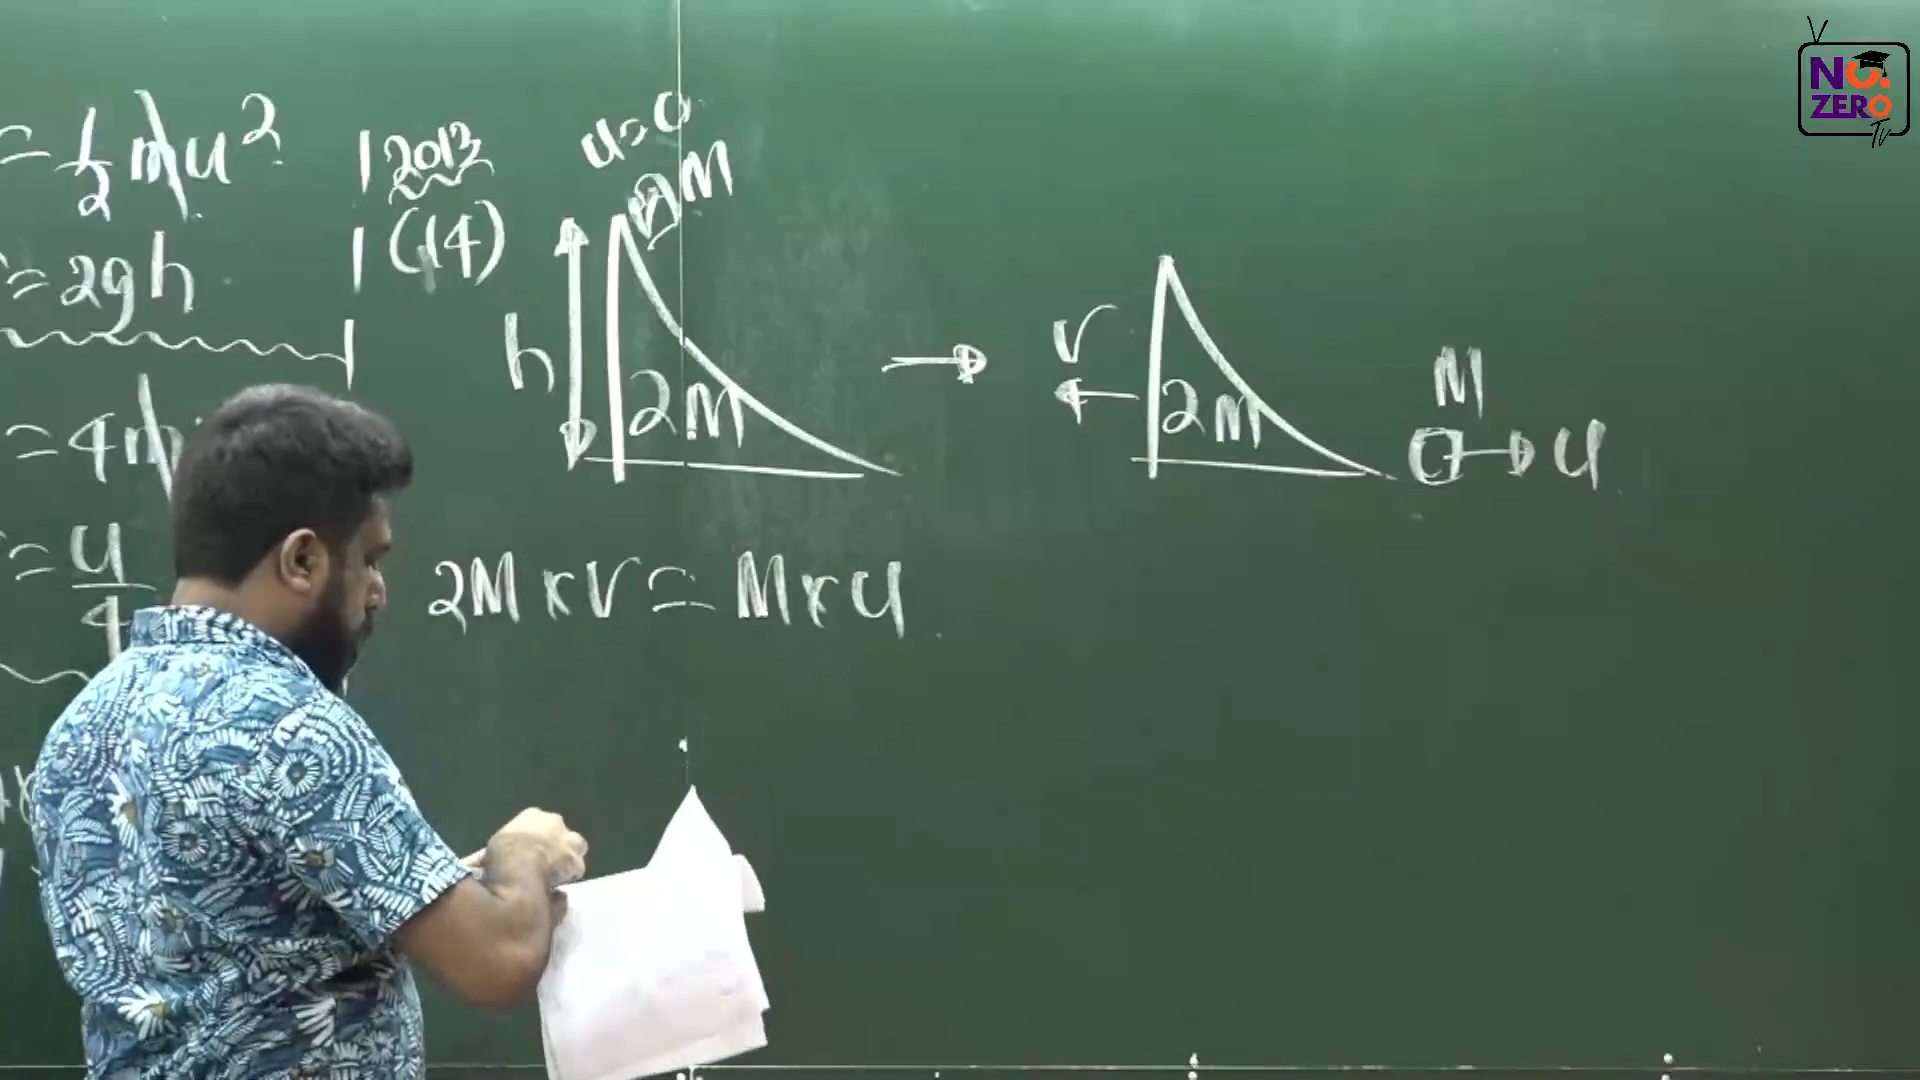 = 1/2 mu²
= 2gh
= 4m
= u/4
2013
(14)
u=0
M
h
2M
V
2M
M
u
2M × V = M × u
NO.
ZERO
TV